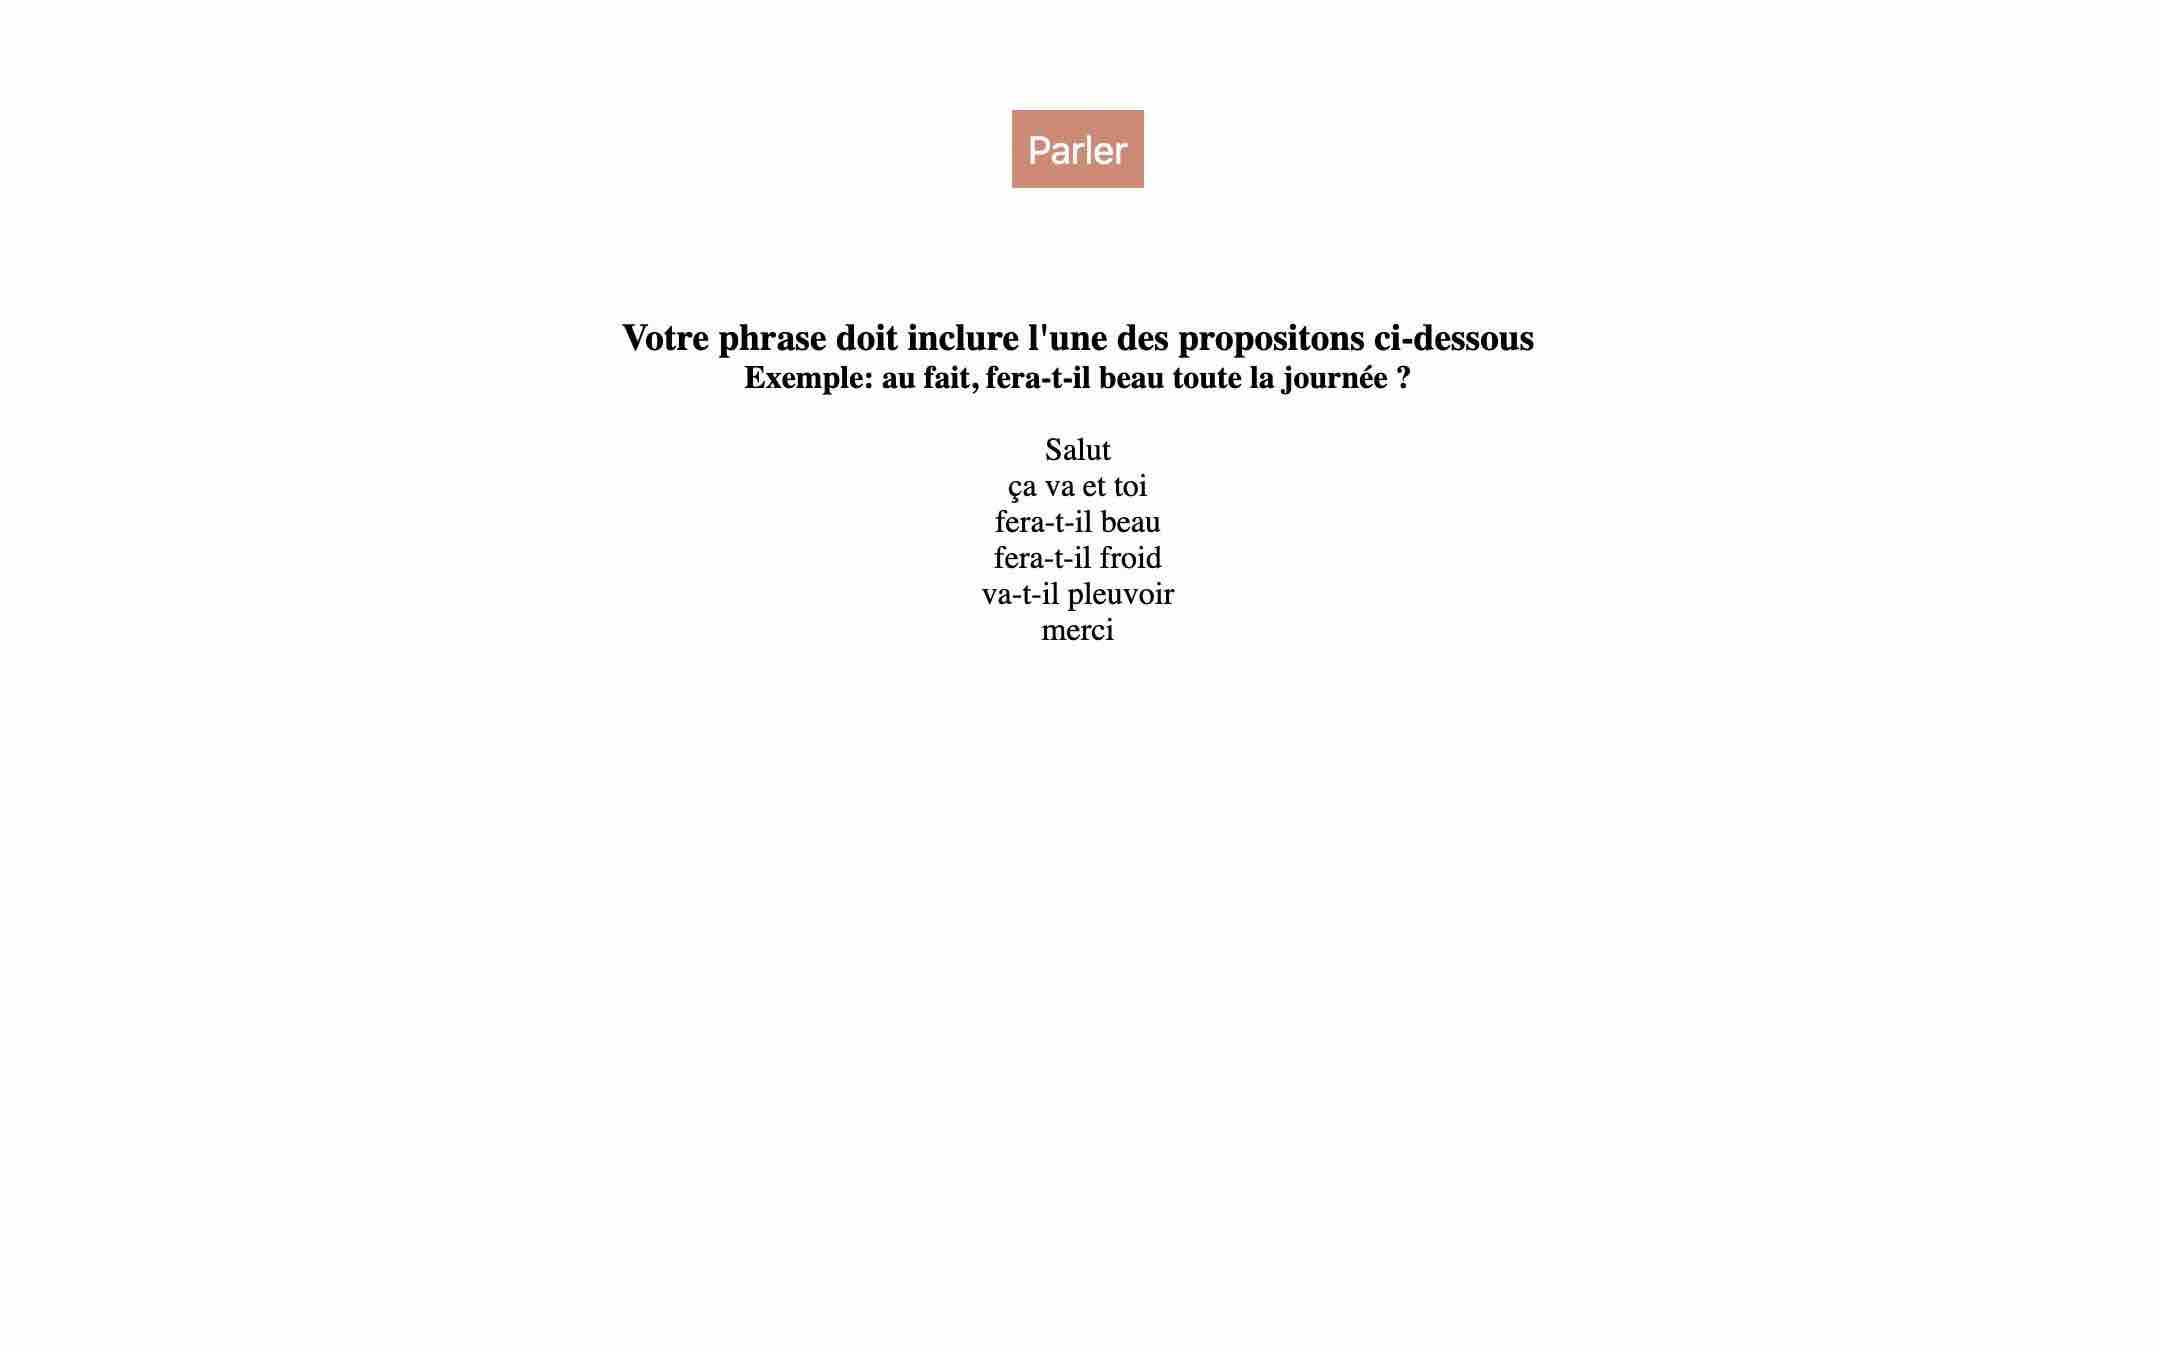 Parler
Votre phrase doit inclure l'une des propositons ci-dessous
Exemple: au fait, fera-t-il beau toute la journée ?
Salut
ça va et toi
fera-t-il beau
fera-t-il froid
va-t-il pleuvoir
merci